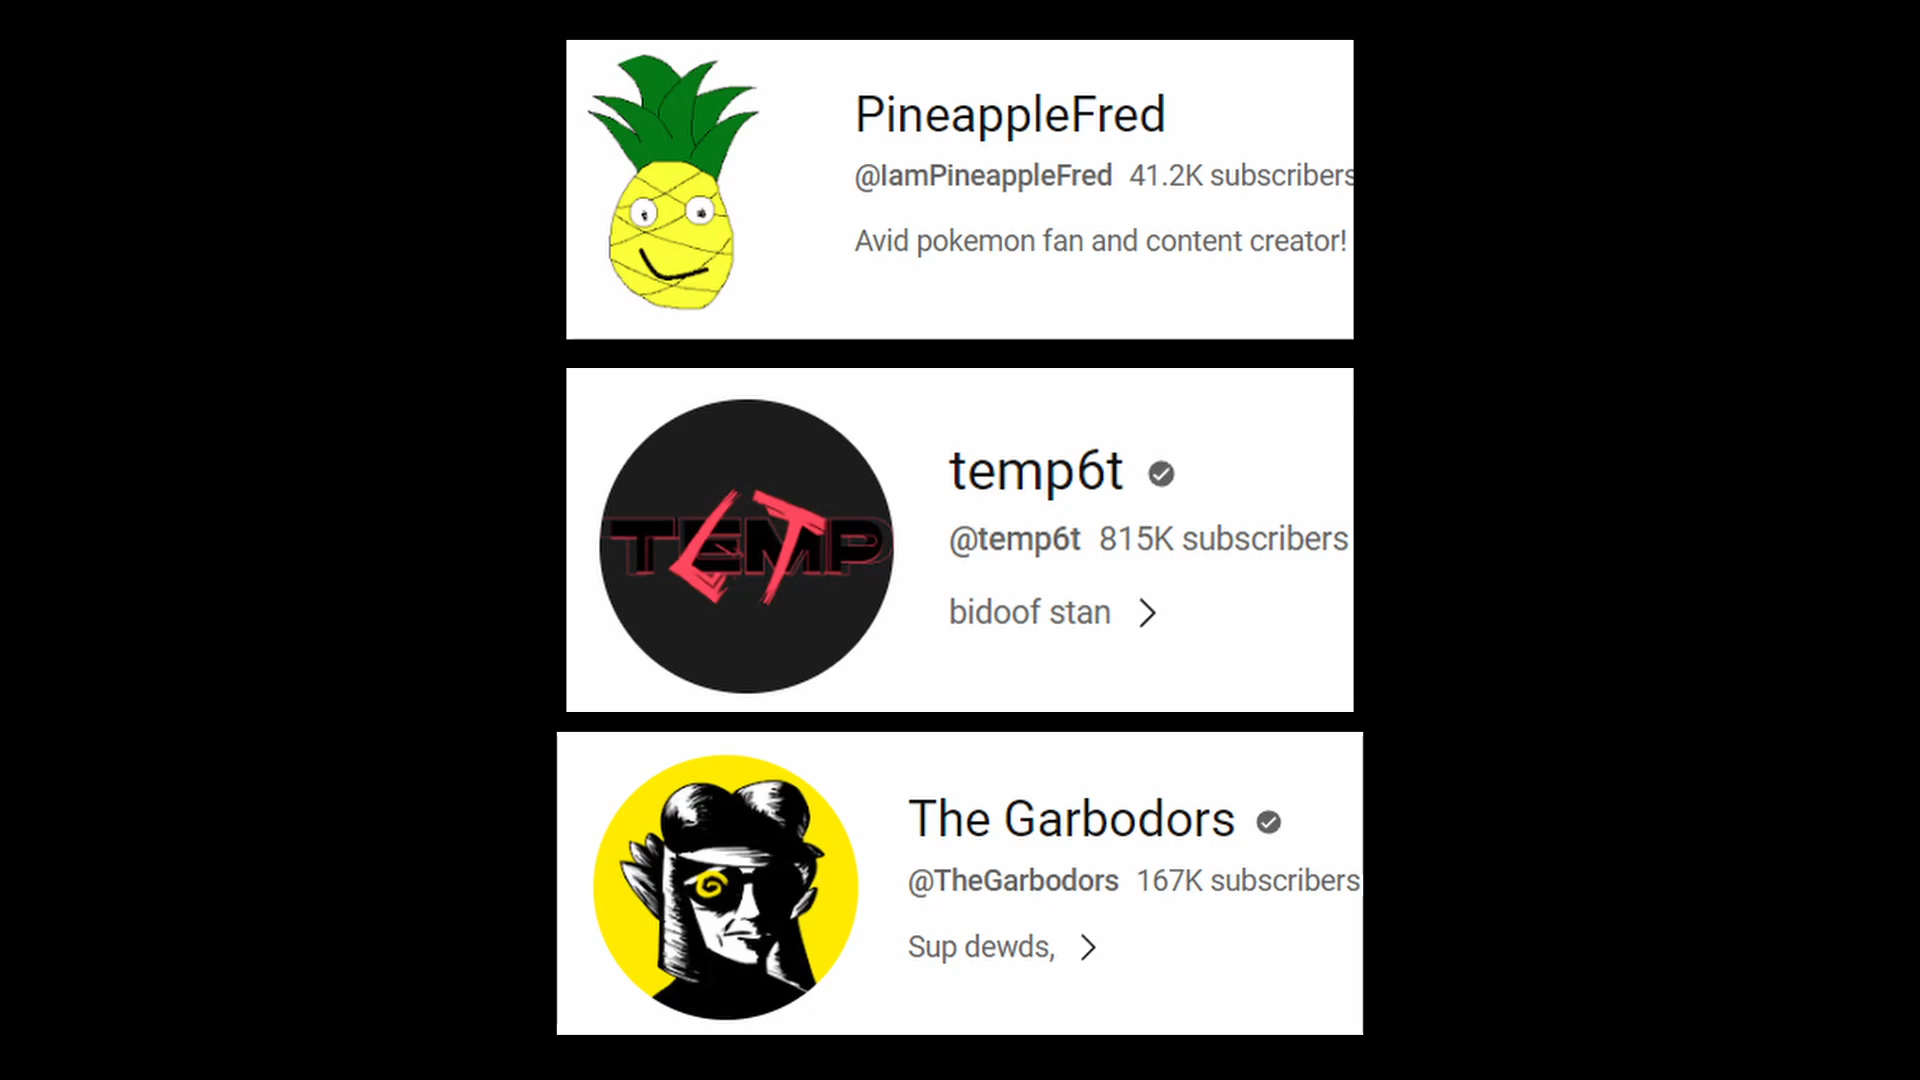 PineappleFred
@IamPineappleFred 41.2K subscribers
Avid pokemon fan and content creator!
TEMP
6T
temp6t
@temp6t 815K subscribers
bidoof stan
The Garbodors
@TheGarbodors 167K subscribers
Sup dewds,